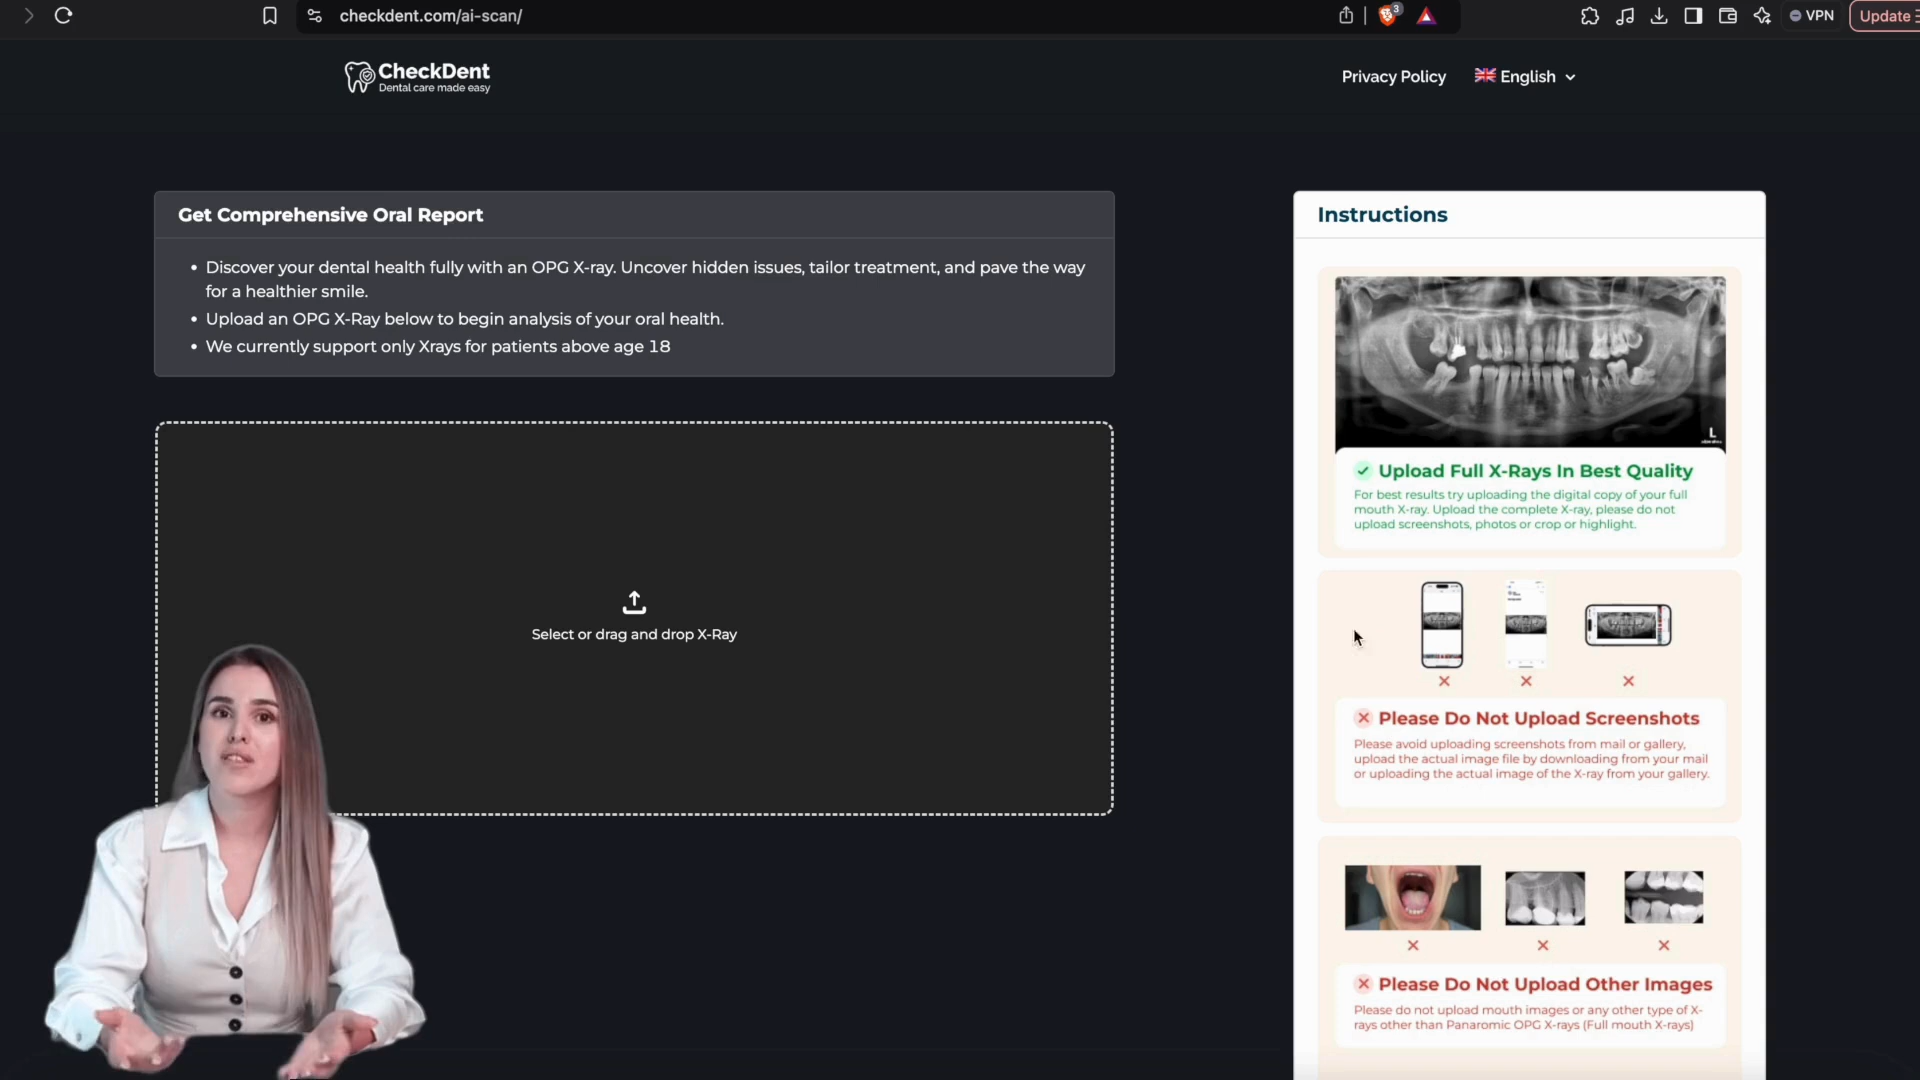 checkdent.com/ai-scan/
3
VPN
Update
CheckDent
Dental care made easy
Privacy Policy
English
Get Comprehensive Oral Report
• Discover your dental health fully with an OPG X-ray. Uncover hidden issues, tailor treatment, and pave the way
for a healthier smile.
• Upload an OPG X-Ray below to begin analysis of your oral health.
• We currently support only Xrays for patients above age 18
Select or drag and drop X-Ray
Instructions
L
Upload Full X-Rays In Best Quality
For best results try uploading the digital copy of your full
mouth X-ray. Upload the complete X-ray, please do not
upload screenshots, photos or crop or highlight.
Please Do Not Upload Screenshots
Please avoid uploading screenshots from mail or gallery,
upload the actual image file by downloading from your mail
or uploading the actual image of the X-ray from your gallery.
Please Do Not Upload Other Images
Please do not upload mouth images or any other type of X-
rays other than Panaromic OPG X-rays (Full mouth X-rays)